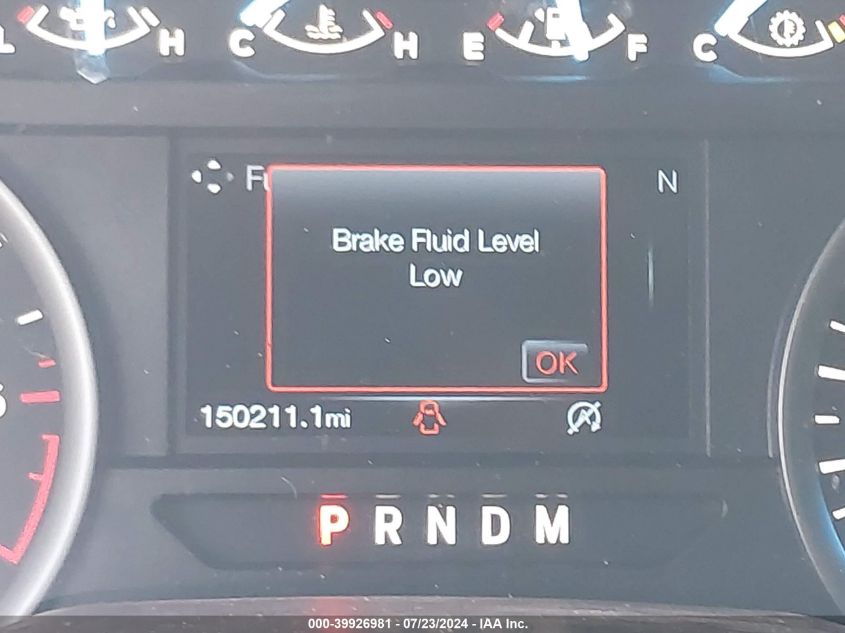 L H C H E F C
F
N
Brake Fluid Level
Low
OK
150211.1mi
P R N D M
000-39926981 / 07/23/2024 - IAA Inc.